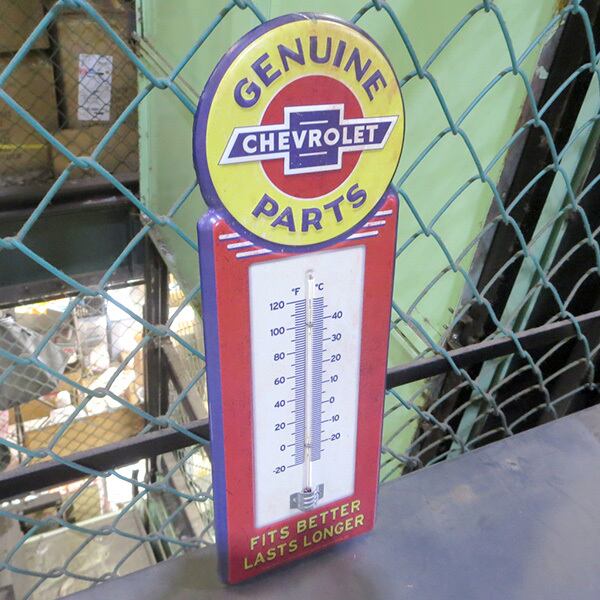 GENUINE
CHEVROLET
PARTS
°F °C
120
100
80
60
40
20
0
-20
40
30
20
10
0
-10
-20
FITS BETTER
LASTS LONGER